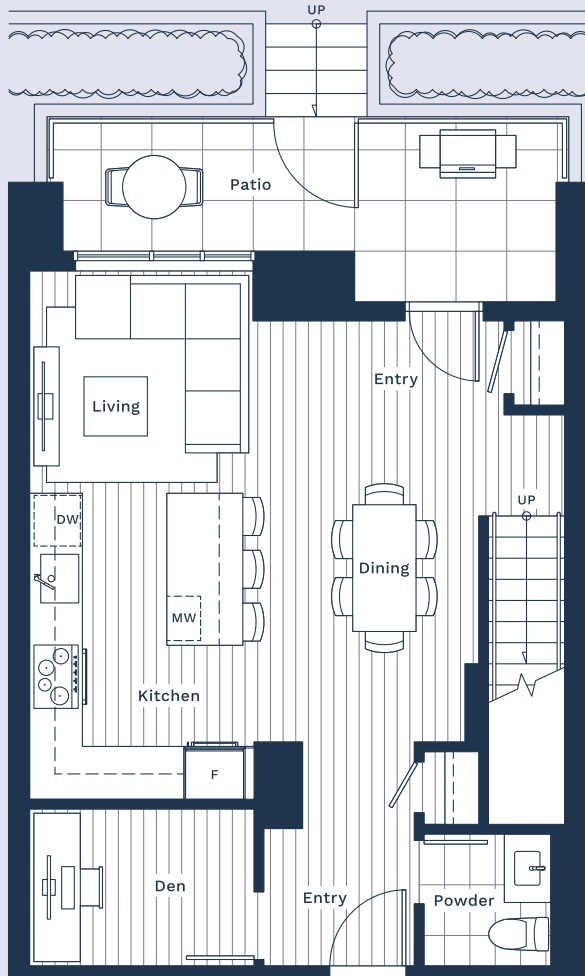 UP
Patio
Entry
Living
UP
DW
Dining
MW
Kitchen
F
Den
Entry
Powder